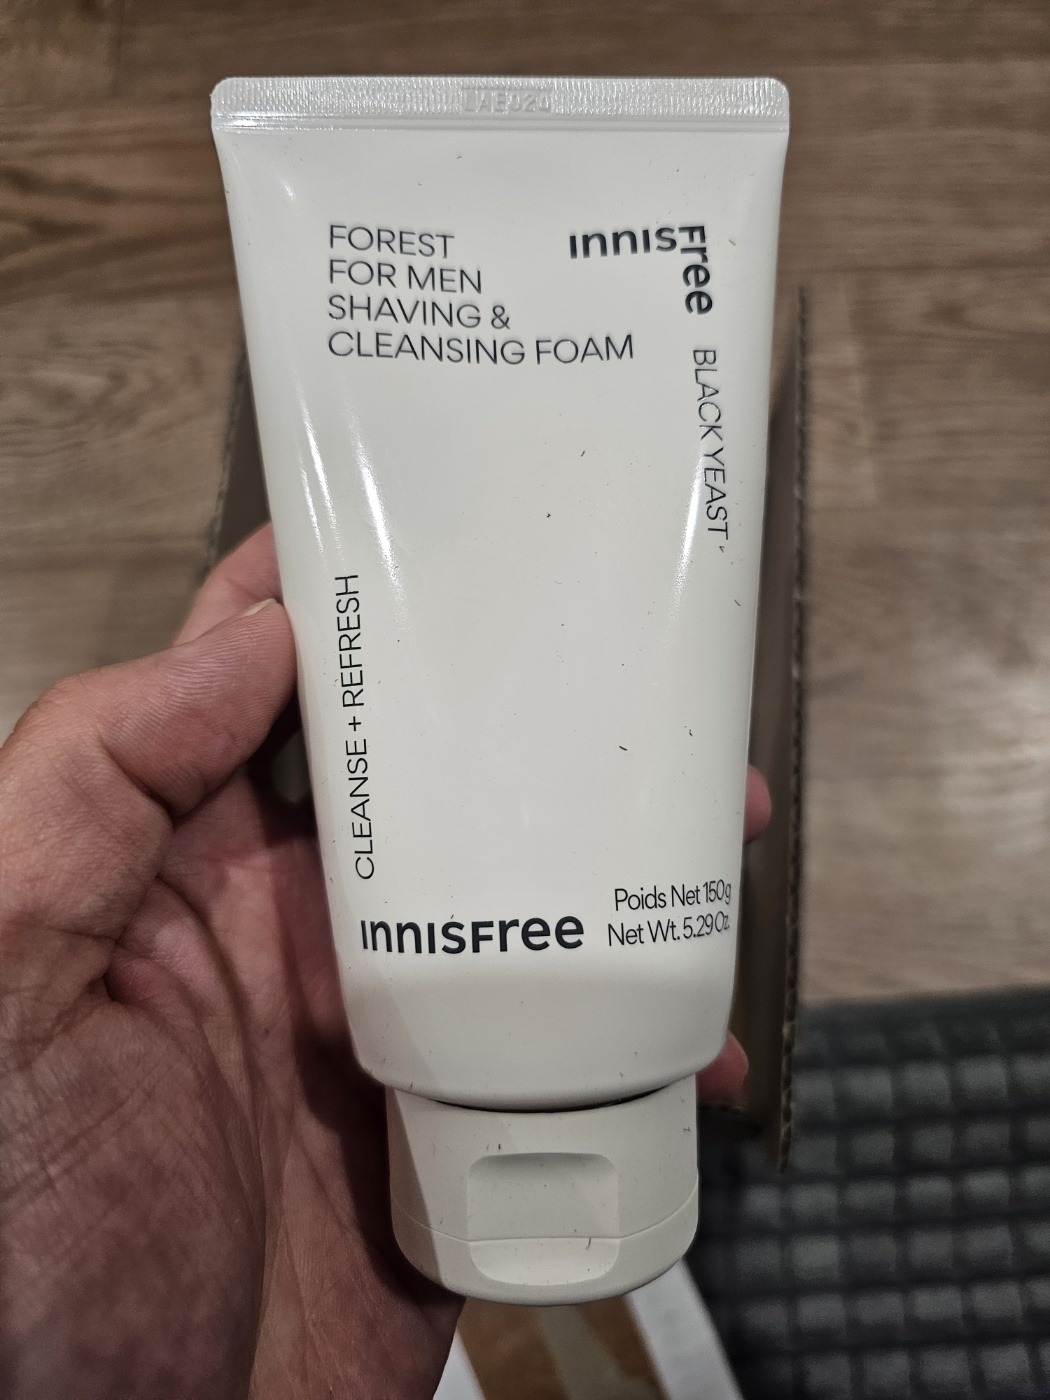 FOREST
FOR MEN
SHAVING &
CLEANSING FOAM
innisFree
BLACK YEAST
CLEANSE + REFRESH
innisFree
Poids Net 150g
Net Wt. 5.29 Oz.